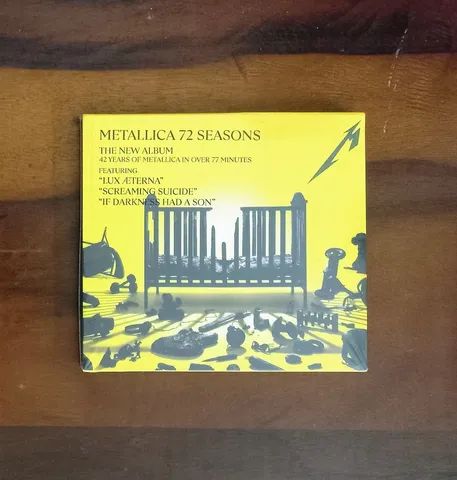 METALLICA 72 SEASONS
THE NEW ALBUM
42 YEARS OF METALLICA IN OVER 77 MINUTES
FEATURING
“LUX ÆTERNA”
“SCREAMING SUICIDE”
“IF DARKNESS HAD A SON”
M